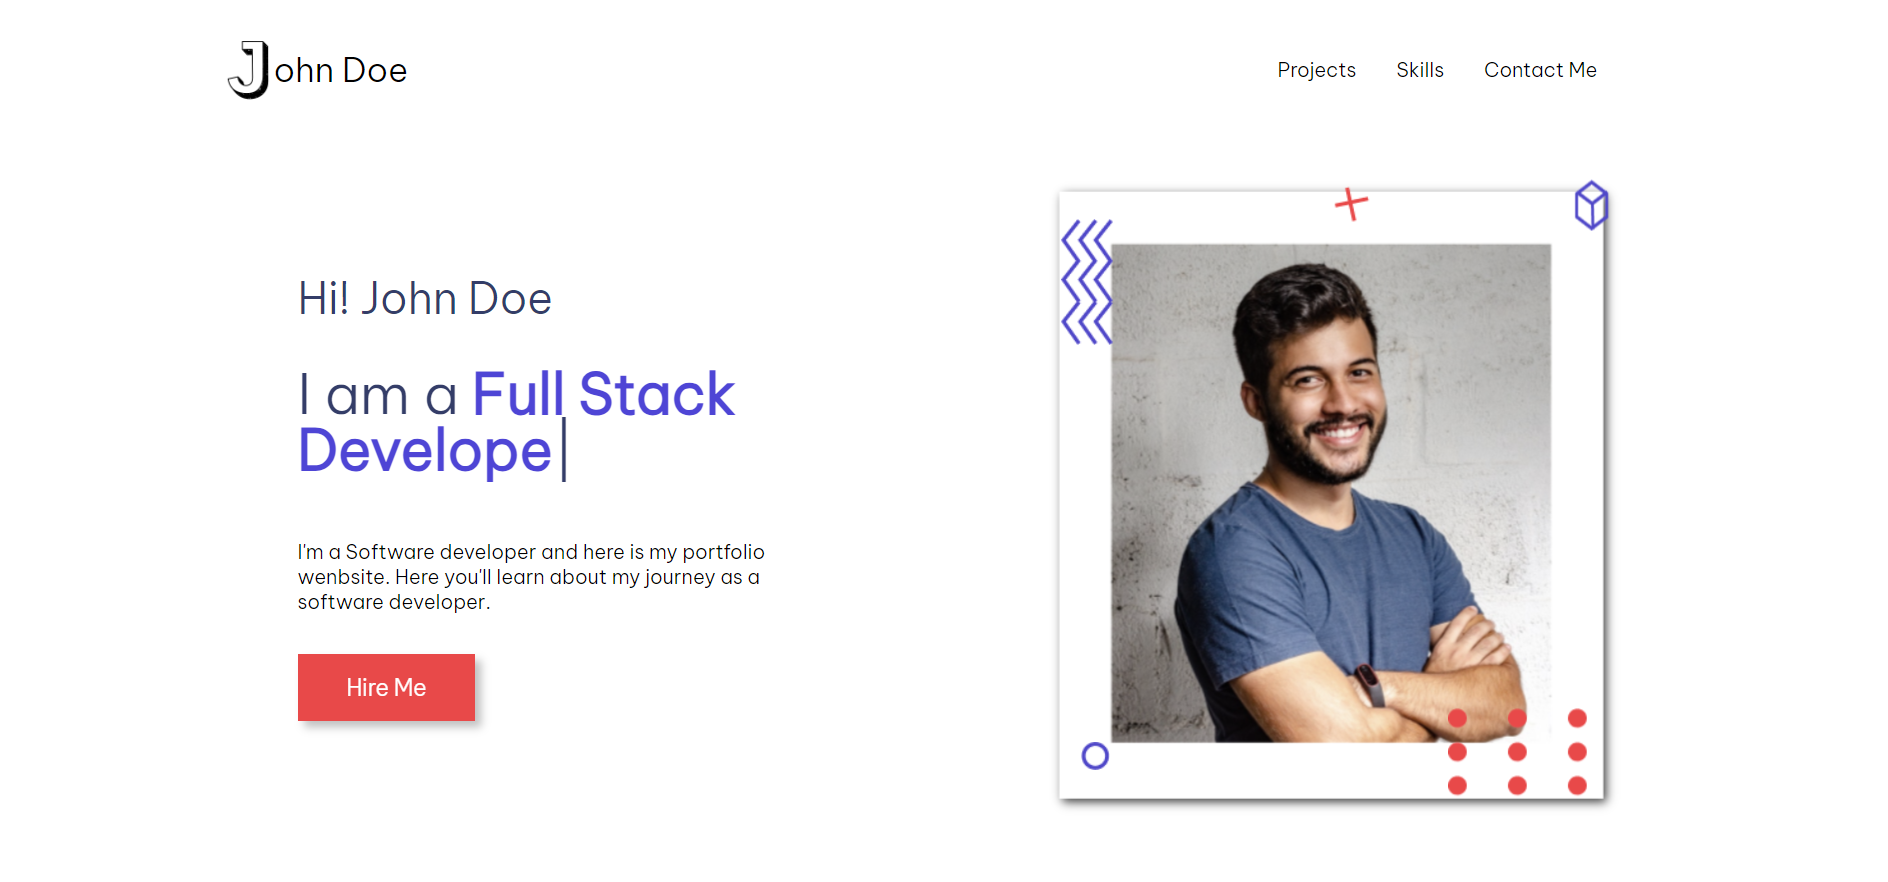 John Doe
Projects Skills Contact Me
Hi! John Doe
I am a Full Stack
Develope
I'm a Software developer and here is my portfolio
wenbsite. Here you'll learn about my journey as a
software developer.
Hire Me